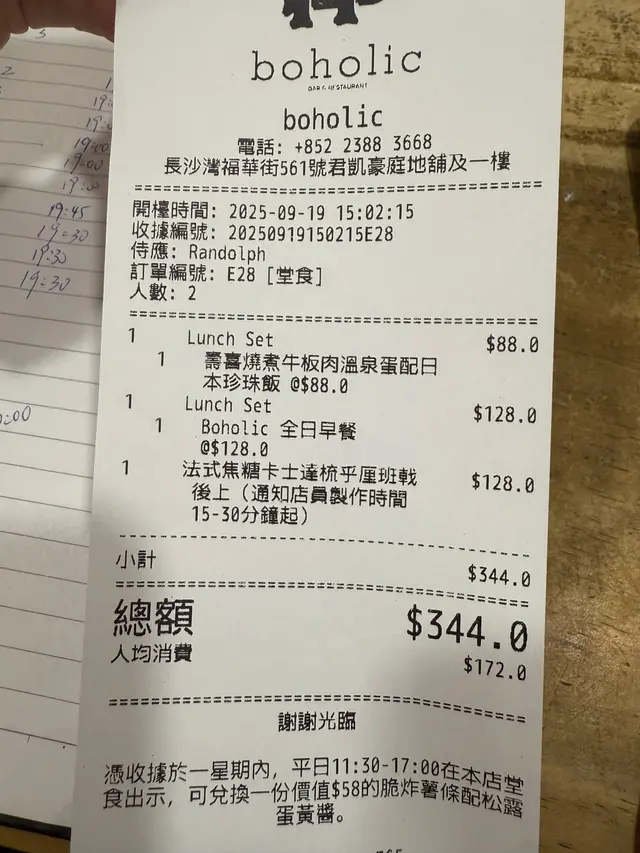 boholic
BAR & RESTAURANT
boholic
電話: +852 2388 3668
長沙灣福華街561號君凱豪庭地舖及一樓
開檯時間: 2025-09-19 15:02:15
收據編號: 20250919150215E28
侍應: Randolph
訂單編號: E28 [堂食]
人數: 2
1 Lunch Set $88.0
1 壽喜燒煮牛板肉溫泉蛋配日
本珍珠飯 @$88.0
1 Lunch Set $128.0
1 Boholic 全日早餐
@$128.0
1 法式焦糖卡士達梳乎厘班戟 $128.0
後上（通知店員製作時間
15-30分鐘起）
小計 $344.0
總額 $344.0
人均消費 $172.0
謝謝光臨
憑收據於一星期內，平日11:30-17:00在本店堂
食出示，可兌換一份價值$58的脆炸薯條配松露
蛋黃醬。
19:00
19:00
19:45
19:30
19:30
19:30